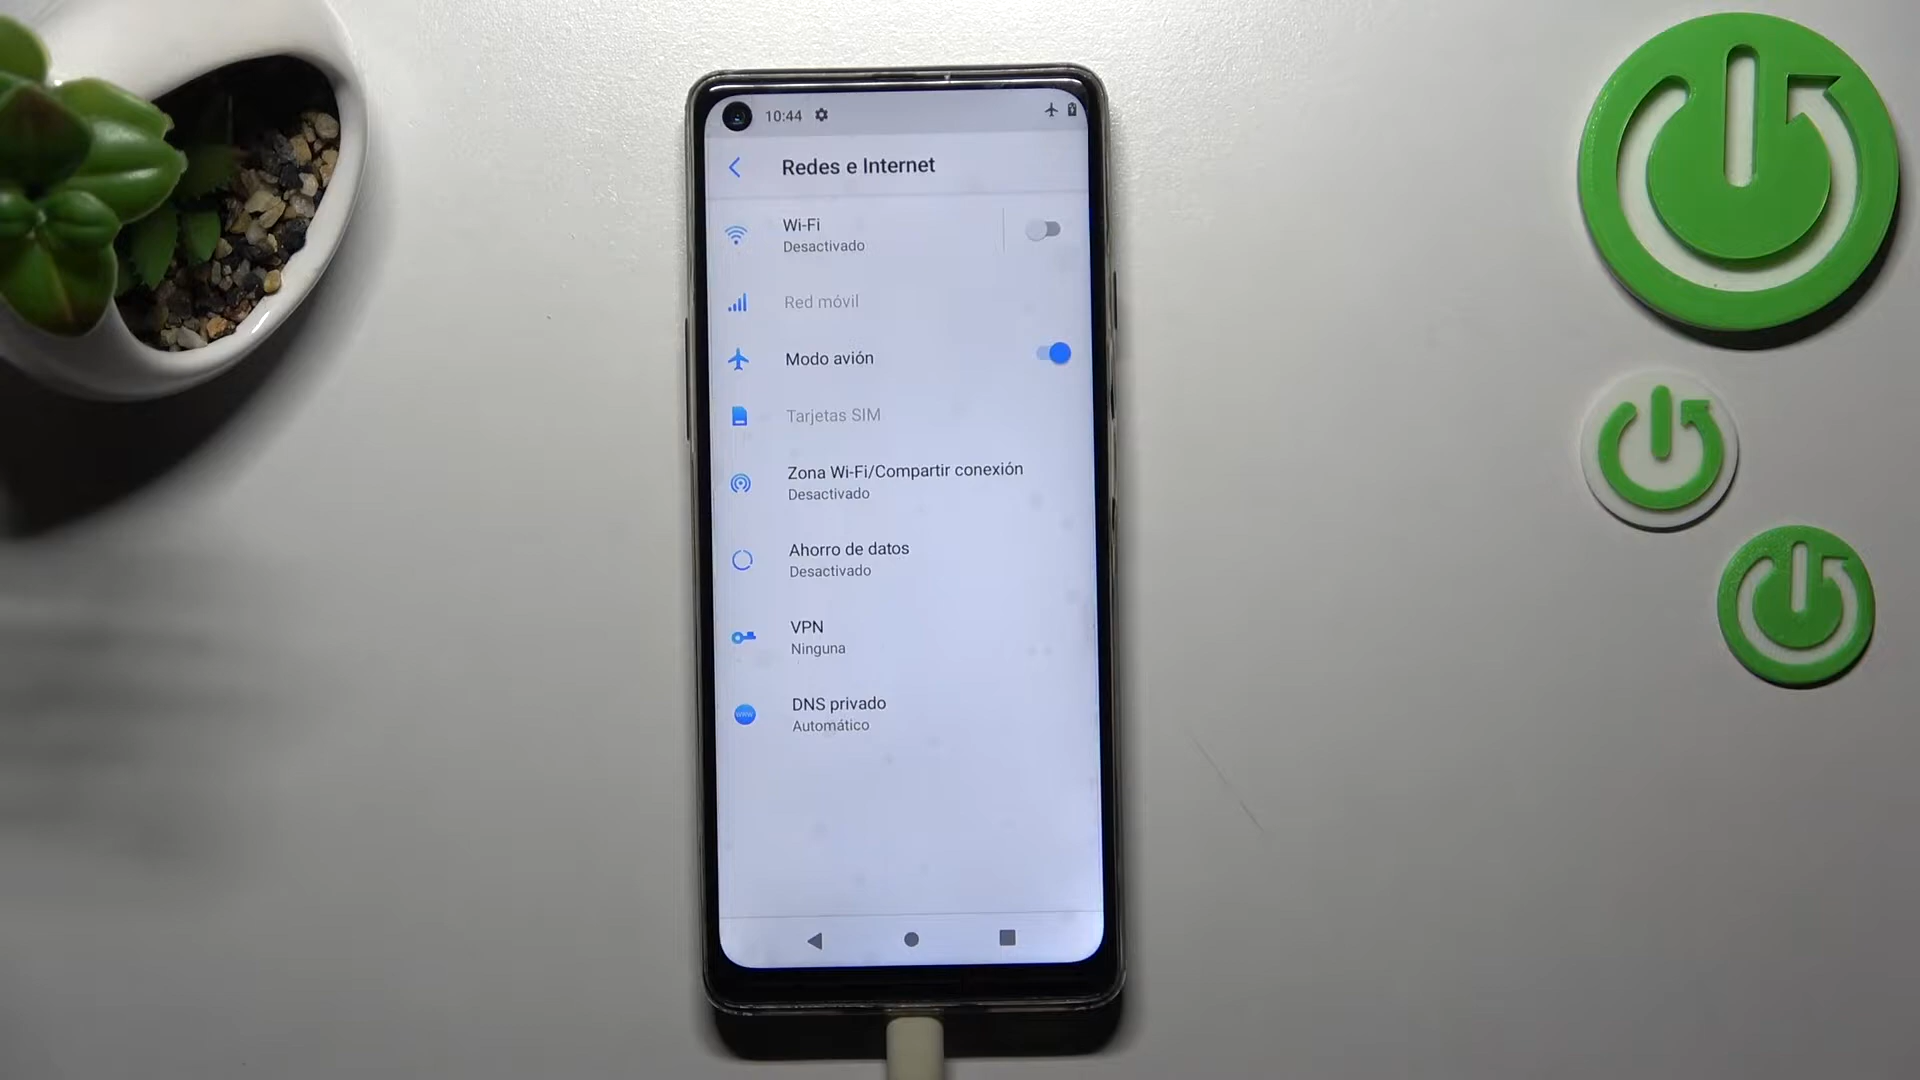 10:44
Redes e Internet
Wi-Fi
Desactivado
Red móvil
Modo avión
Tarjetas SIM
Zona Wi-Fi/Compartir conexión
Desactivado
Ahorro de datos
Desactivado
VPN
Ninguna
DNS privado
Automático